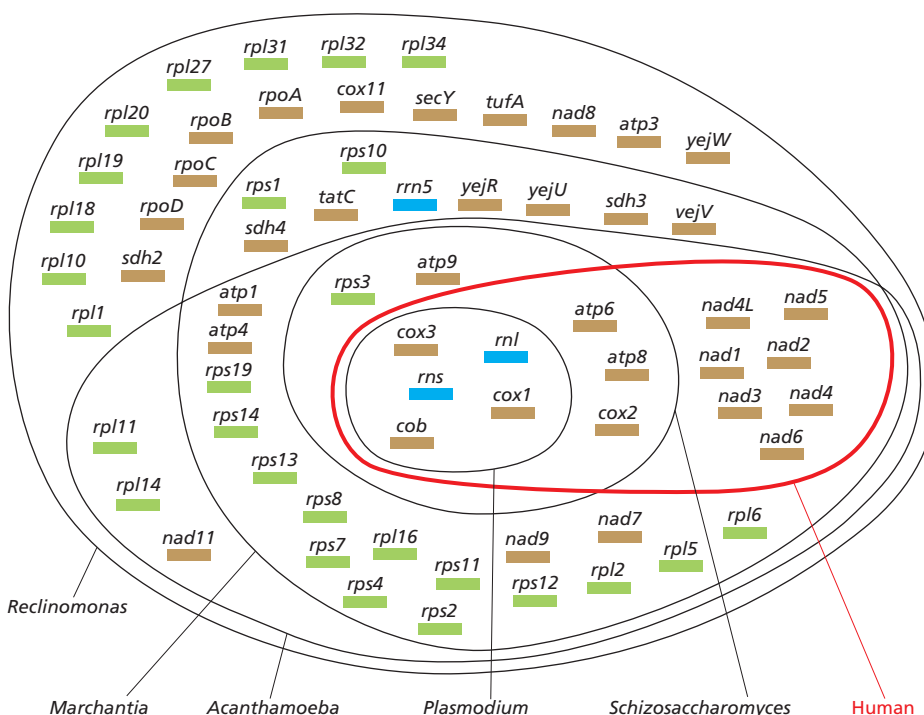 rpl31 rpl32 rpl34
rpl27
rpoA cox11 secY tufA nad8 atp3 yejW
rpl20 rpoB
rps10
rpl19 rpoC
rps1 tatC rrn5 yejR yejU sdh3 vejV
rpl18 rpoD sdh4
rpl10 sdh2
rps3 atp9
atp1 nad4L nad5
rpl1 atp6
atp4 cox3 rnl
nad1 nad2
rps19 rns atp8
nad3 nad4
rps14 cob cox1 cox2
rpl11 nad6
rps13
rpl14
rps8
nad11 rps7 rpl16 nad9 nad7 rpl6
rps4 rps11 rps12 rpl2 rpl5
rps2
Reclinomonas
Marchantia Acanthamoeba Plasmodium Schizosaccharomyces Human